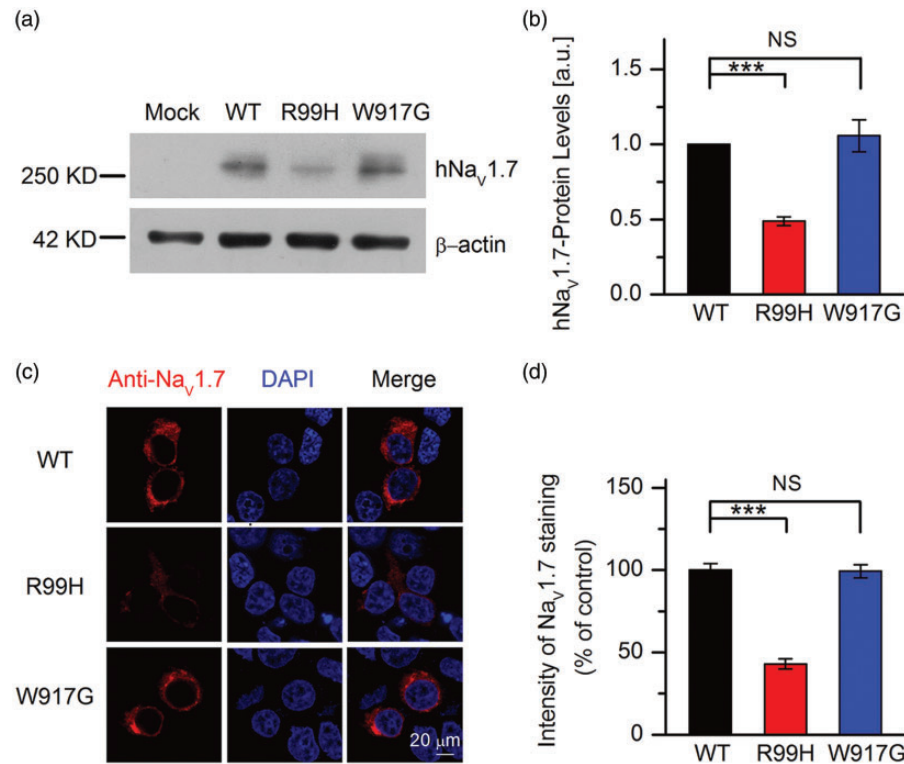 (a)
Mock WT R99H W917G
250 KD
hNaV1.7
42 KD
β–actin
(b)
hNaV1.7-Protein Levels [a.u.]
1.5
1.0
0.5
0.0
NS
***
WT R99H W917G
(c)
Anti-NaV1.7 DAPI Merge
WT
R99H
W917G
20 μm
(d)
Intensity of NaV1.7 staining
(% of control)
150
100
50
0
NS
***
WT R99H W917G